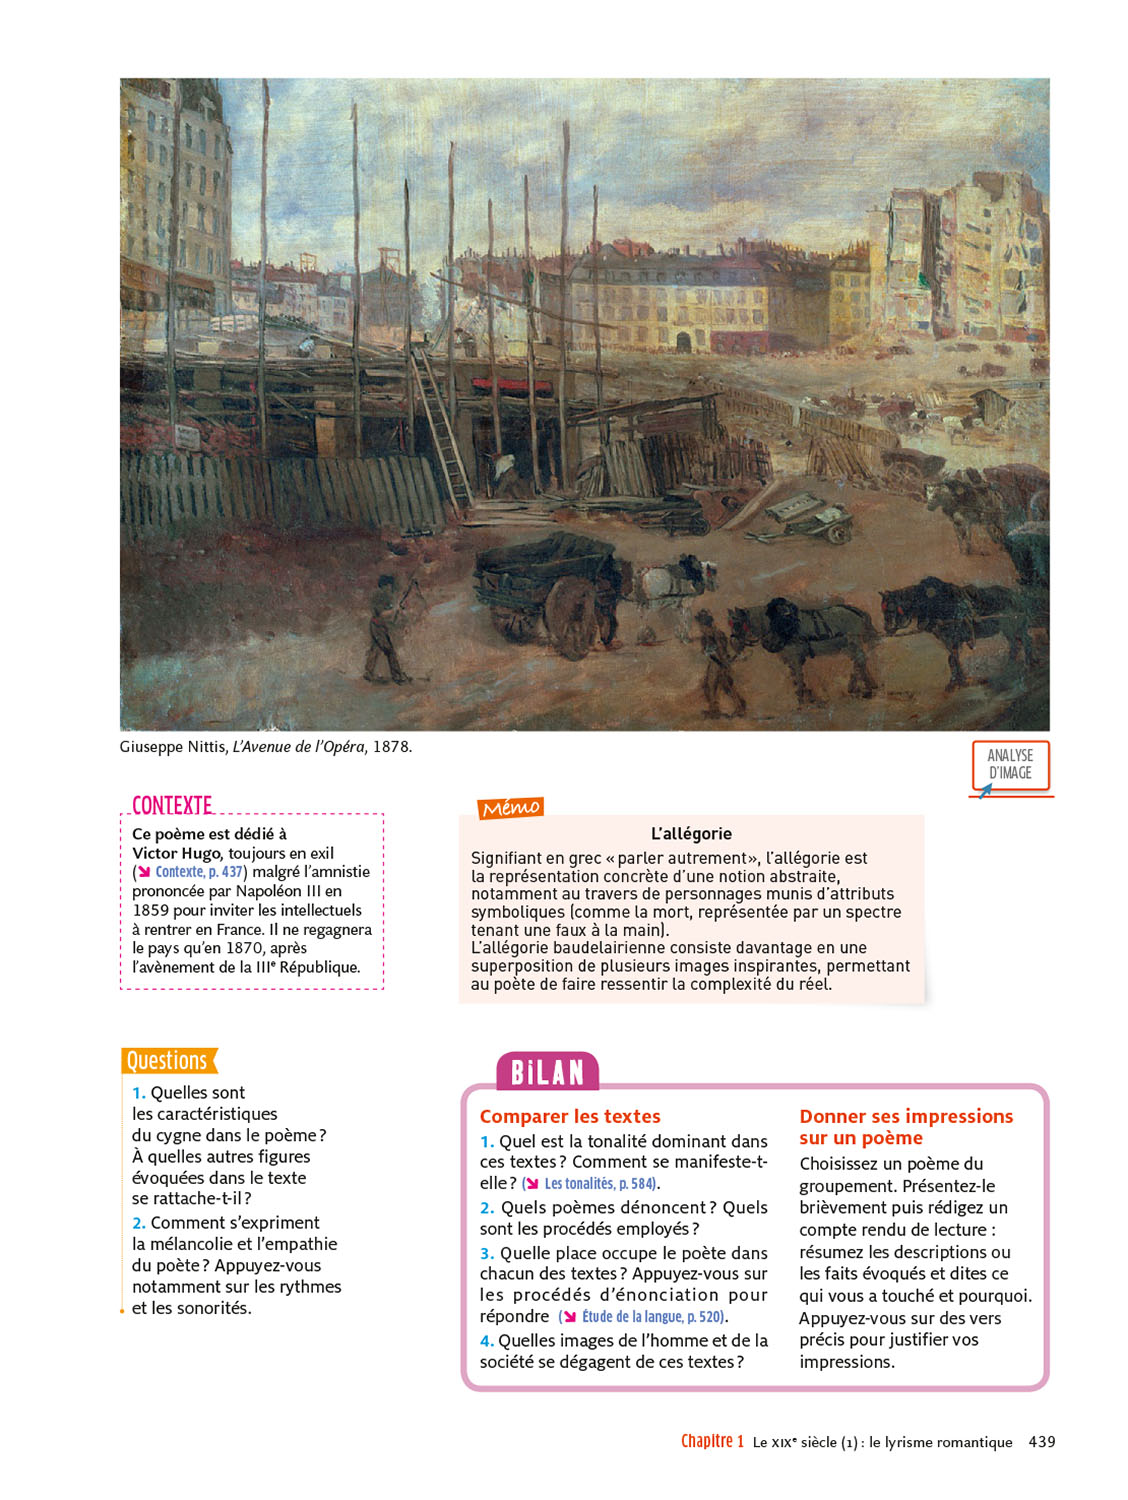 Giuseppe Nittis, L’Avenue de l’Opéra, 1878.
ANALYSE
D’IMAGE
CONTEXTE
Ce poème est dédié à
Victor Hugo, toujours en exil
(↘ Contexte, p. 437) malgré l’amnistie
prononcée par Napoléon III en
1859 pour inviter les intellectuels
à rentrer en France. Il ne regagnera
le pays qu’en 1870, après
l’avènement de la IIIe République.
Mémo
L’allégorie
Signifiant en grec « parler autrement », l’allégorie est
la représentation concrète d’une notion abstraite,
notamment au travers de personnages munis d’attributs
symboliques (comme la mort, représentée par un spectre
tenant une faux à la main).
L’allégorie baudelairienne consiste davantage en une
superposition de plusieurs images inspirantes, permettant
au poète de faire ressentir la complexité du réel.
Questions
1. Quelles sont
les caractéristiques
du cygne dans le poème ?
À quelles autres figures
évoquées dans le texte
se rattache-t-il ?
2. Comment s’expriment
la mélancolie et l’empathie
du poète ? Appuyez-vous
notamment sur les rythmes
et les sonorités.
BiLAN
Comparer les textes
1. Quel est la tonalité dominant dans
ces textes ? Comment se manifeste-t-
elle ? (↘ Les tonalités, p. 584).
2. Quels poèmes dénoncent ? Quels
sont les procédés employés ?
3. Quelle place occupe le poète dans
chacun des textes ? Appuyez-vous sur
les procédés d’énonciation pour
répondre (↘ Étude de la langue, p. 520).
4. Quelles images de l’homme et de la
société se dégagent de ces textes ?
Donner ses impressions
sur un poème
Choisissez un poème du
groupement. Présentez-le
brièvement puis rédigez un
compte rendu de lecture :
résumez les descriptions ou
les faits évoqués et dites ce
qui vous a touché et pourquoi.
Appuyez-vous sur des vers
précis pour justifier vos
impressions.
Chapitre 1 Le XIXe siècle (1) : le lyrisme romantique 439